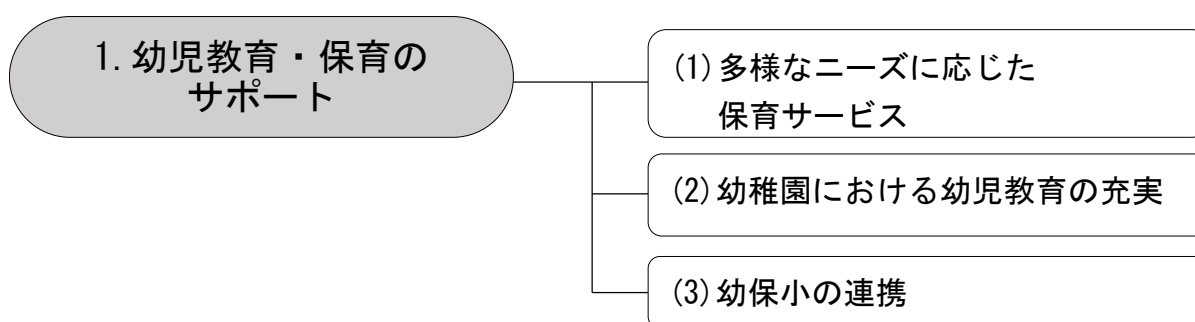 1.幼児教育・保育の
サポート
(1)多様なニーズに応じた
保育サービス
(2)幼稚園における幼児教育の充実
(3)幼保小の連携